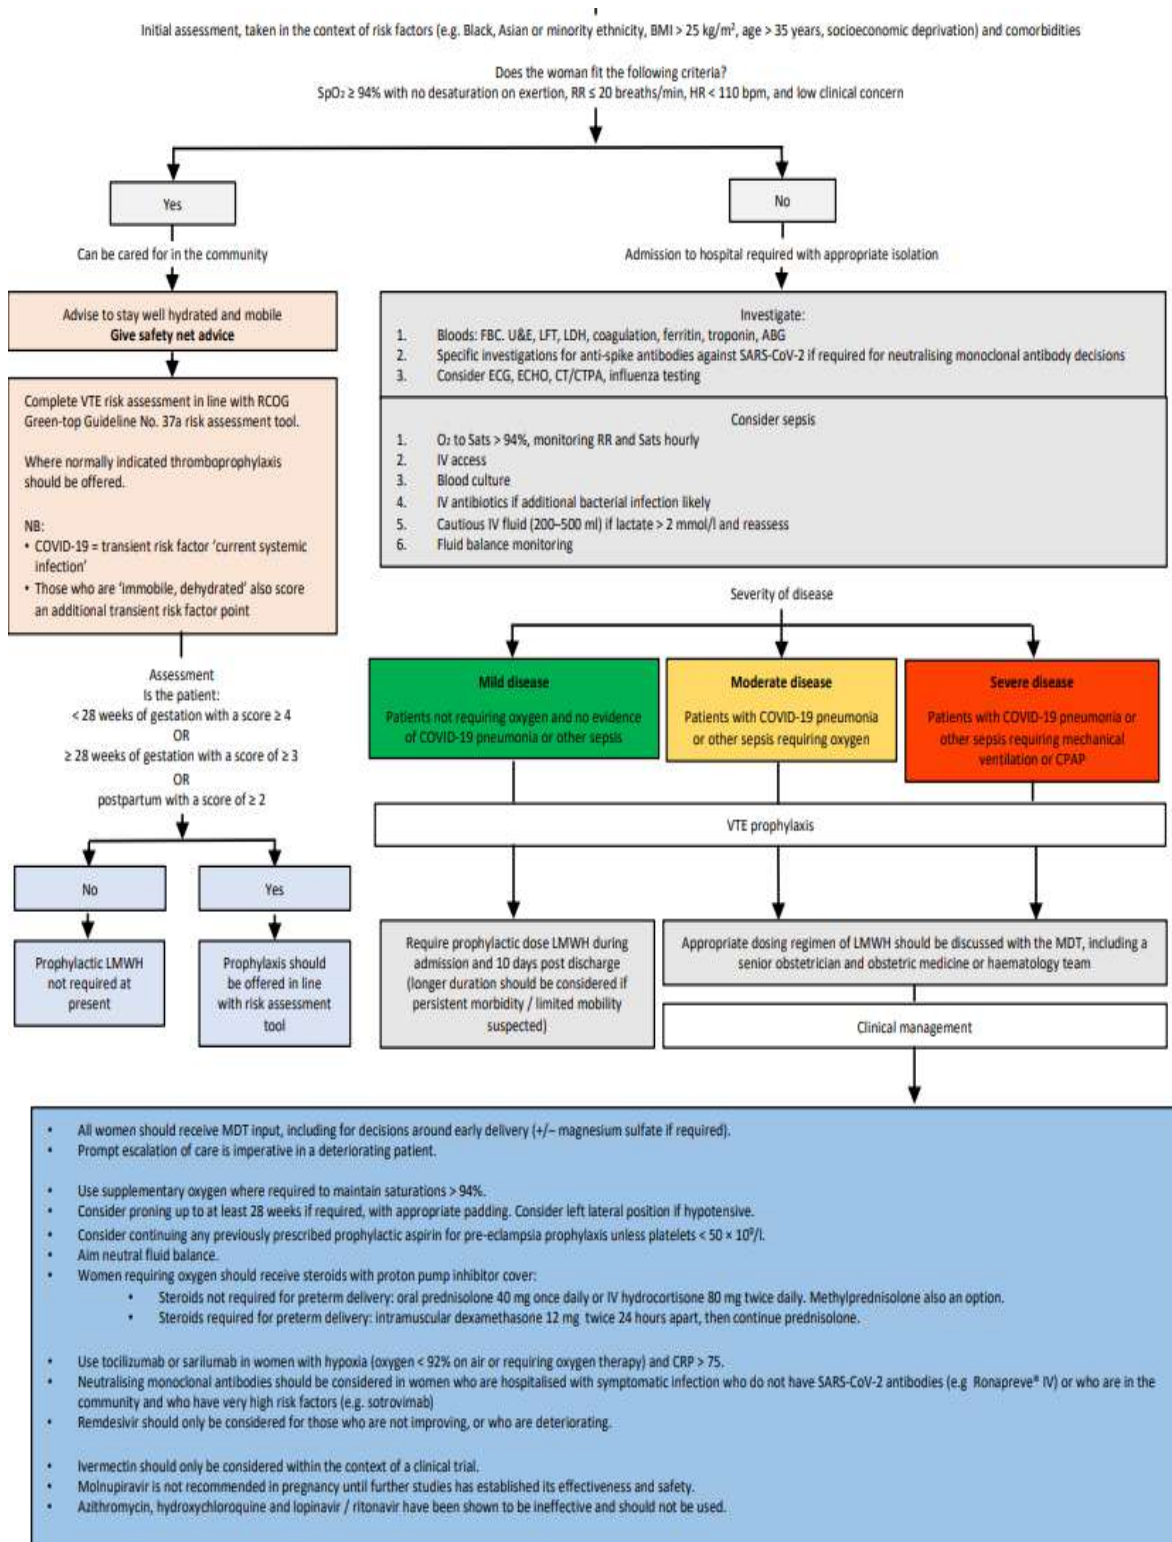 Initial assessment, taken in the context of risk factors (e.g. Black, Asian or minority ethnicity, BMI > 25 kg/m², age > 35 years, socioeconomic deprivation) and comorbidities
Does the woman fit the following criteria?
SpO₂ ≥ 94% with no desaturation on exertion, RR ≤ 20 breaths/min, HR < 110 bpm, and low clinical concern
Yes
No
Can be cared for in the community
Admission to hospital required with appropriate isolation
Advise to stay well hydrated and mobile
Give safety net advice
Complete VTE risk assessment in line with RCOG
Green-top Guideline No. 37a risk assessment tool.
Where normally indicated thromboprophylaxis
should be offered.
NB:
• COVID-19 = transient risk factor 'current systemic
infection'
• Those who are 'immobile, dehydrated' also score
an additional transient risk factor point
Assessment
Is the patient:
< 28 weeks of gestation with a score ≥ 4
OR
≥ 28 weeks of gestation with a score of ≥ 3
OR
postpartum with a score of ≥ 2
No
Yes
Prophylactic LMWH
not required at
present
Prophylaxis should
be offered in line
with risk assessment
tool
Investigate:
1. Bloods: FBC. U&E, LFT, LDH, coagulation, ferritin, troponin, ABG
2. Specific investigations for anti-spike antibodies against SARS-CoV-2 if required for neutralising monoclonal antibody decisions
3. Consider ECG, ECHO, CT/CTPA, influenza testing
Consider sepsis
1. O₂ to Sats > 94%, monitoring RR and Sats hourly
2. IV access
3. Blood culture
4. IV antibiotics if additional bacterial infection likely
5. Cautious IV fluid (200–500 ml) if lactate > 2 mmol/l and reassess
6. Fluid balance monitoring
Severity of disease
Mild disease
Patients not requiring oxygen and no evidence
of COVID-19 pneumonia or other sepsis
Moderate disease
Patients with COVID-19 pneumonia
or other sepsis requiring oxygen
Severe disease
Patients with COVID-19 pneumonia or
other sepsis requiring mechanical
ventilation or CPAP
VTE prophylaxis
Require prophylactic dose LMWH during
admission and 10 days post discharge
(longer duration should be considered if
persistent morbidity / limited mobility
suspected)
Appropriate dosing regimen of LMWH should be discussed with the MDT, including a
senior obstetrician and obstetric medicine or haematology team
Clinical management
• All women should receive MDT input, including for decisions around early delivery (+/– magnesium sulfate if required).
• Prompt escalation of care is imperative in a deteriorating patient.
• Use supplementary oxygen where required to maintain saturations > 94%.
• Consider proning up to at least 28 weeks if required, with appropriate padding. Consider left lateral position if hypotensive.
• Consider continuing any previously prescribed prophylactic aspirin for pre-eclampsia prophylaxis unless platelets < 50 × 10⁹/l.
• Aim neutral fluid balance.
• Women requiring oxygen should receive steroids with proton pump inhibitor cover:
• Steroids not required for preterm delivery: oral prednisolone 40 mg once daily or IV hydrocortisone 80 mg twice daily. Methylprednisolone also an option.
• Steroids required for preterm delivery: intramuscular dexamethasone 12 mg twice 24 hours apart, then continue prednisolone.
• Use tocilizumab or sarilumab in women with hypoxia (oxygen < 92% on air or requiring oxygen therapy) and CRP > 75.
• Neutralising monoclonal antibodies should be considered in women who are hospitalised with symptomatic infection who do not have SARS-CoV-2 antibodies (e.g Ronapreve® IV) or who are in the
community and who have very high risk factors (e.g. sotrovimab)
• Remdesivir should only be considered for those who are not improving, or who are deteriorating.
• Ivermectin should only be considered within the context of a clinical trial.
• Molnupiravir is not recommended in pregnancy until further studies has established its effectiveness and safety.
• Azithromycin, hydroxychloroquine and lopinavir / ritonavir have been shown to be ineffective and should not be used.